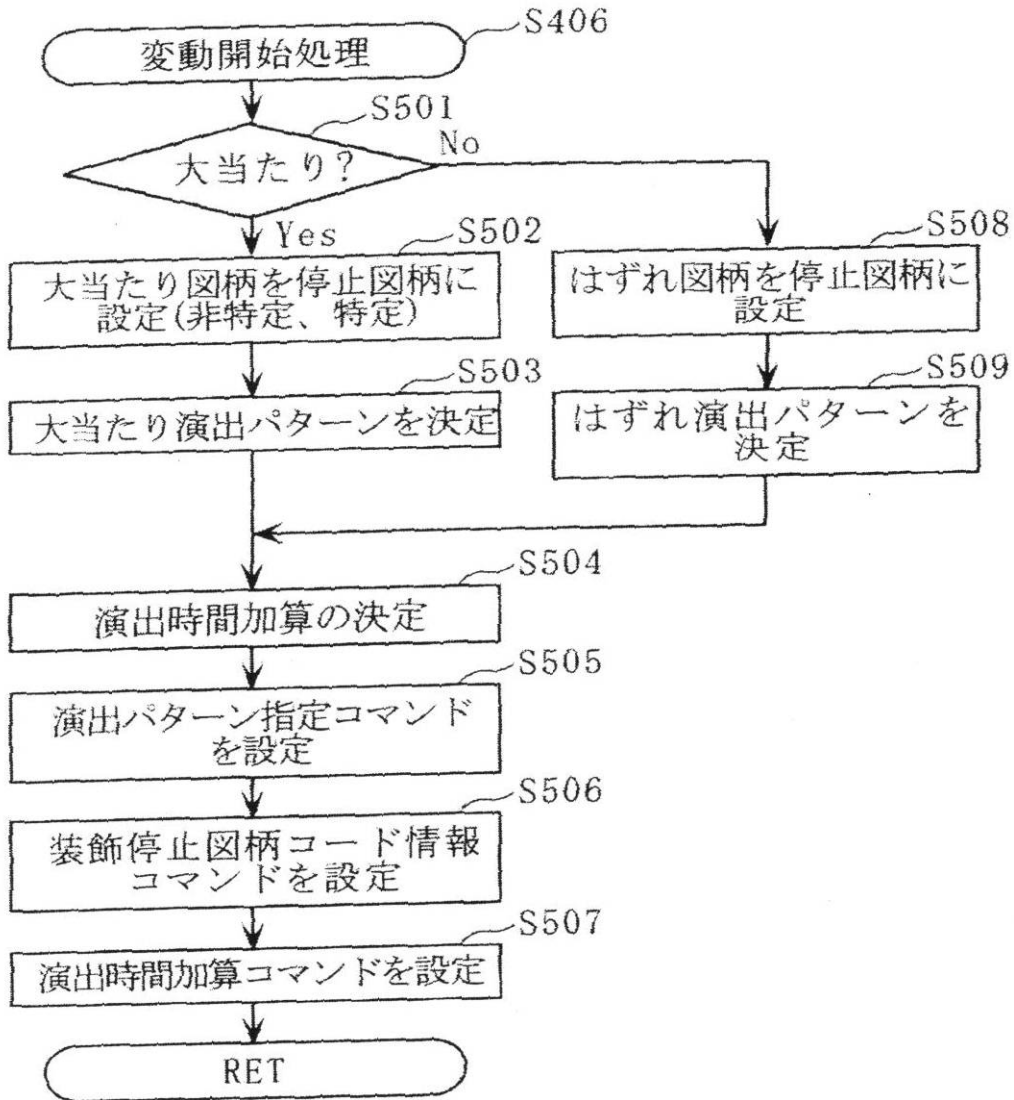 S406
変動開始処理
S501
大当たり?
No
Yes
S502
大当たり図柄を停止図柄に
設定(非特定、特定)
S508
はずれ図柄を停止図柄に
設定
S503
大当たり演出パターンを決定
S509
はずれ演出パターンを
決定
S504
演出時間加算の決定
S505
演出パターン指定コマンド
を設定
S506
装飾停止図柄コード情報
コマンドを設定
S507
演出時間加算コマンドを設定
RET